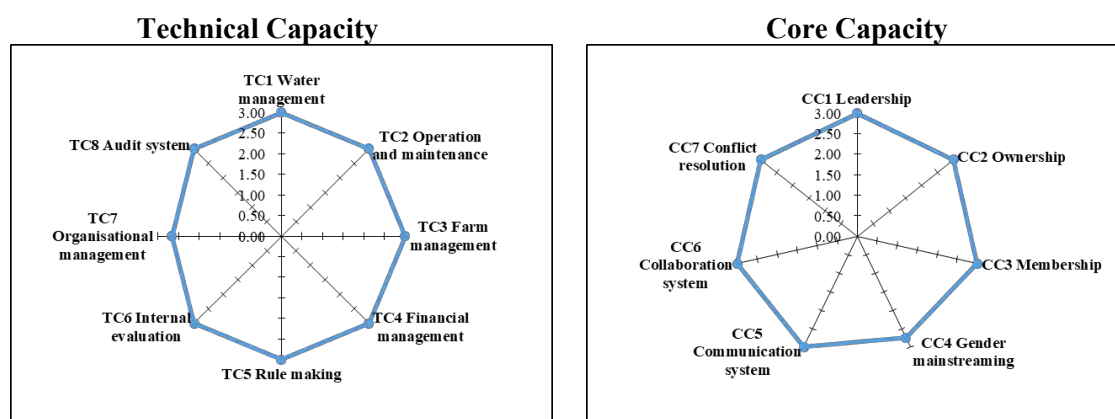 Technical Capacity
TC1 Water
management
3.00
2.50
2.00
1.50
1.00
0.50
0.00
TC2 Operation
and maintenance
TC3 Farm
management
TC4 Financial
management
TC5 Rule making
TC6 Internal
evaluation
TC7
Organisational
management
TC8 Audit system
Core Capacity
CC1 Leadership
3.00
2.50
2.00
1.50
1.00
0.50
0.00
CC2 Ownership
CC3 Membership
CC4 Gender
mainstreaming
CC5
Communication
system
CC6
Collaboration
system
CC7 Conflict
resolution